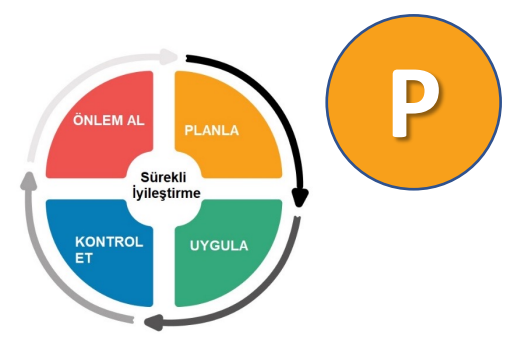 ÖNLEM AL
PLANLA
Sürekli
İyileştirme
KONTROL
ET
UYGULA
P